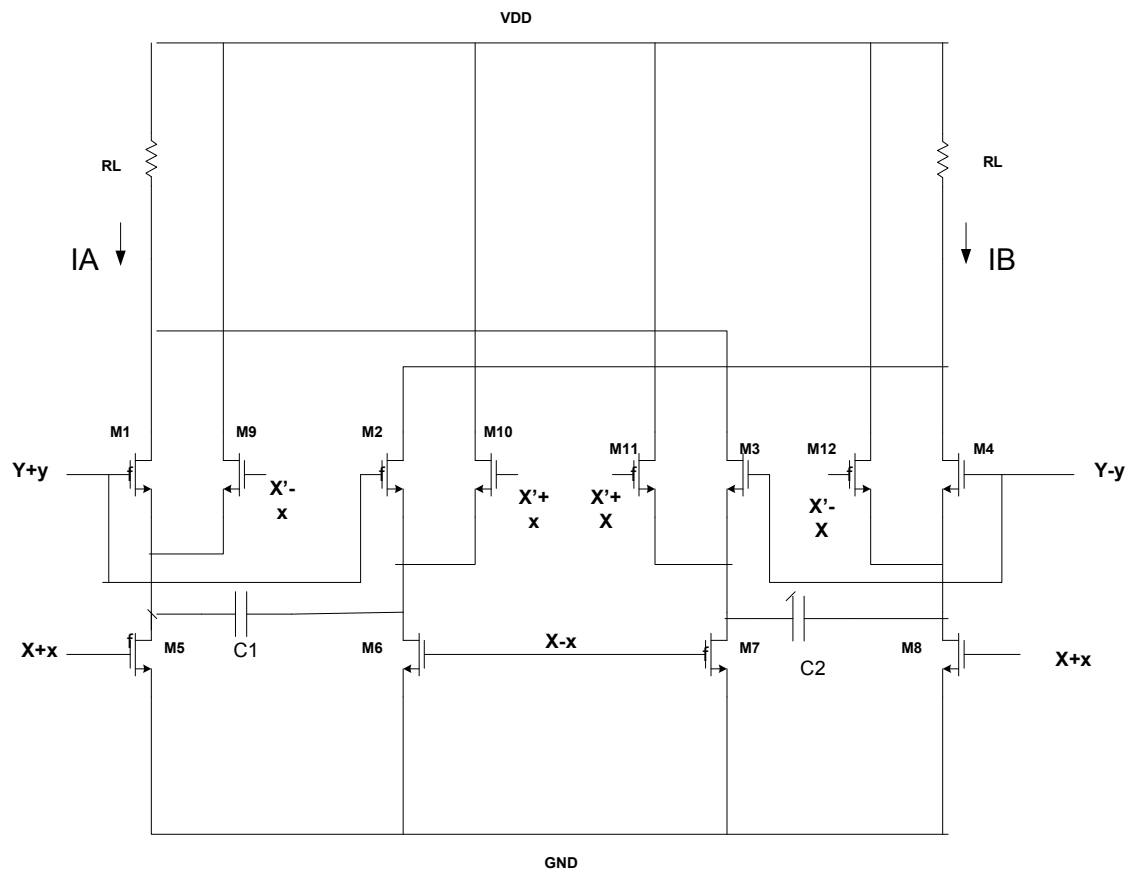 VDD
RL
RL
IA
IB
M1
M9
M2
M10
M11
M3
M12
M4
Y+y
X'-
x
X'+
x
X'+
X
X'-
X
Y-y
X+x
M5
C1
M6
X-x
M7
C2
M8
X+x
GND